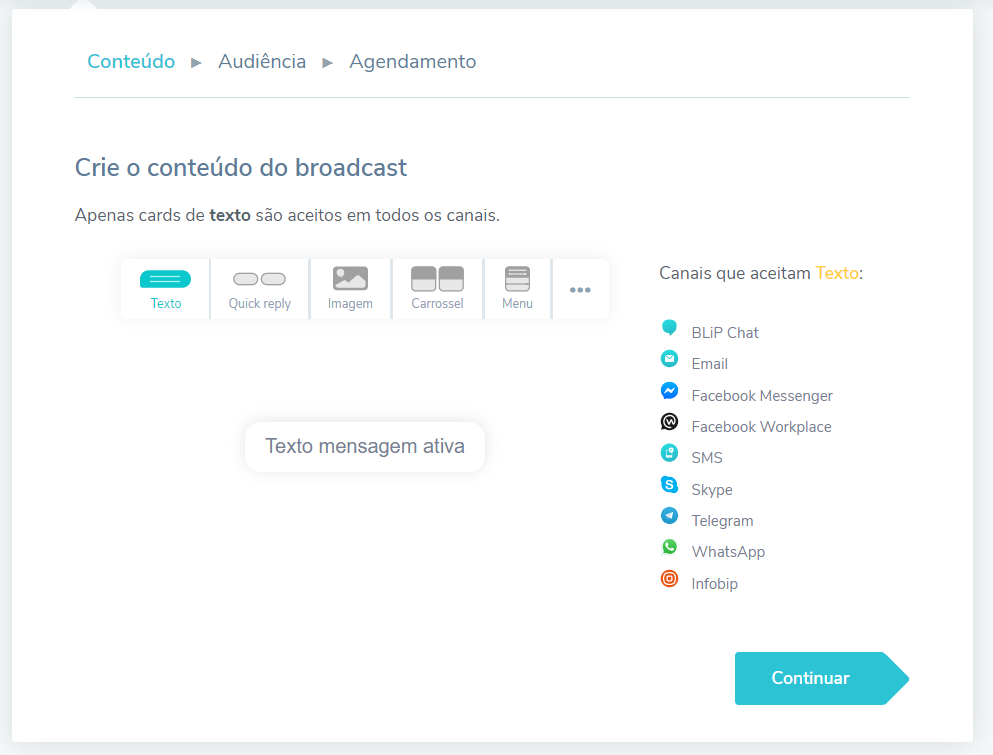 Conteúdo ▶ Audiência ▶ Agendamento
Crie o conteúdo do broadcast
Apenas cards de texto são aceitos em todos os canais.
Texto Quick reply Imagem Carrossel Menu •••
Texto mensagem ativa
Canais que aceitam Texto:
BLiP Chat
Email
Facebook Messenger
Facebook Workplace
SMS
Skype
Telegram
WhatsApp
Infobip
Continuar